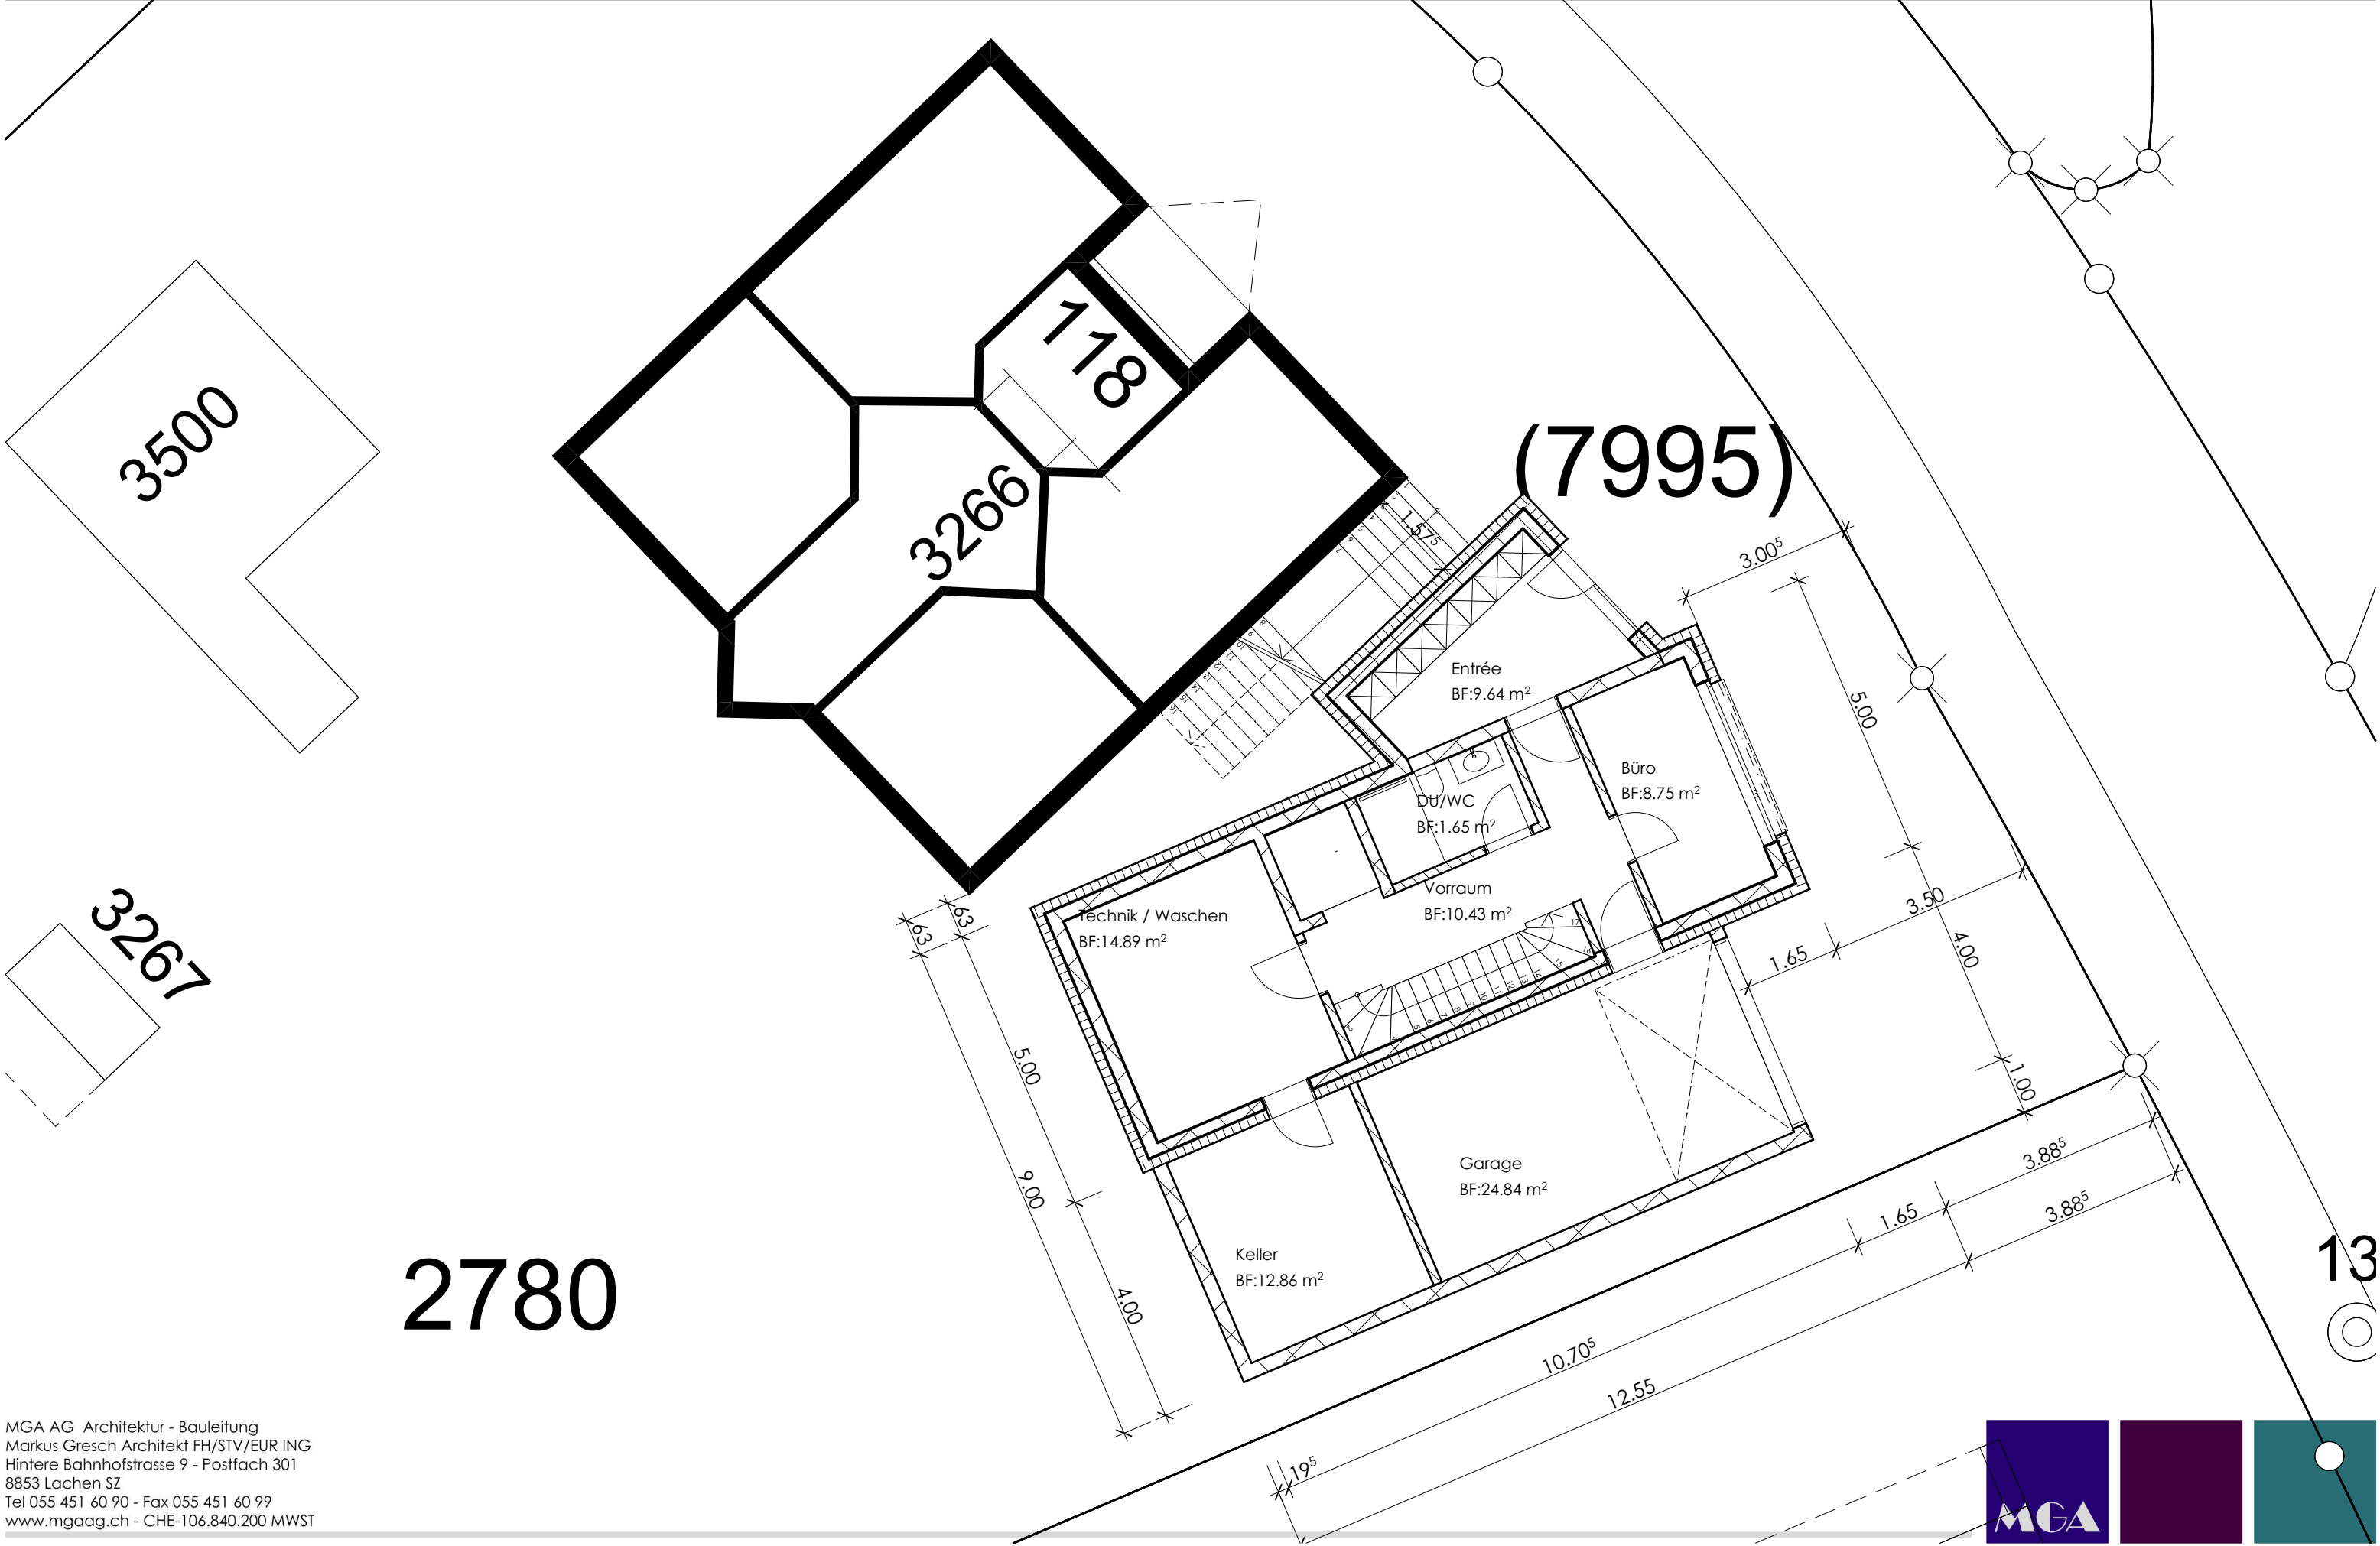 118
3500
(7995)
3266
1.57⁵
3.00⁵
Entrée
BF:9.64 m²
5.00
Büro
BF:8.75 m²
DU/WC
BF:1.65 m²
Vorraum
BF:10.43 m²
3267
63
63
Technik / Waschen
BF:14.89 m²
3.50
1.65
4.00
5.00
1.00
Garage
BF:24.84 m²
3.88⁵
9.00
1.65
3.88⁵
Keller
BF:12.86 m²
4.00
2780
13
10.70⁵
12.55
19⁵
MGA AG Architektur - Bauleitung
Markus Gresch Architekt FH/STV/EUR ING
Hintere Bahnhofstrasse 9 - Postfach 301
8853 Lachen SZ
Tel 055 451 60 90 - Fax 055 451 60 99
www.mgaag.ch - CHE-106.840.200 MWST
MGA